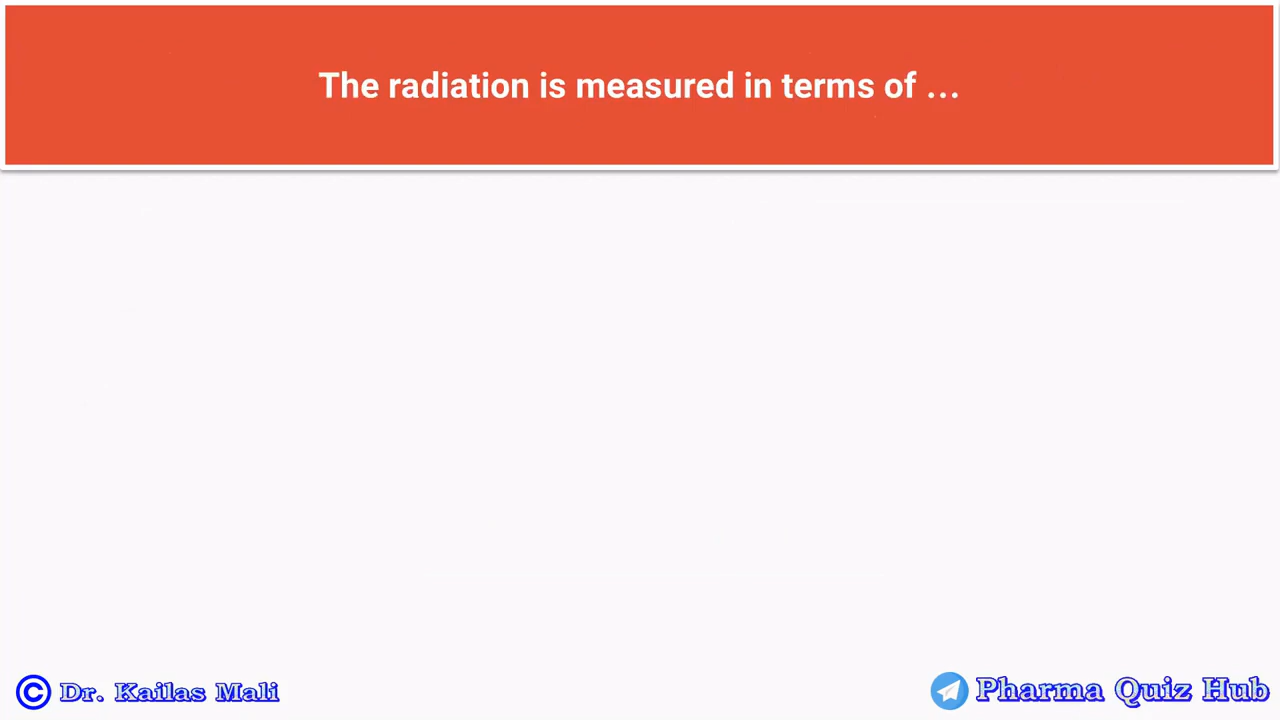 The radiation is measured in terms of ...
© Dr. Kailas Mali
Pharma Quiz Hub